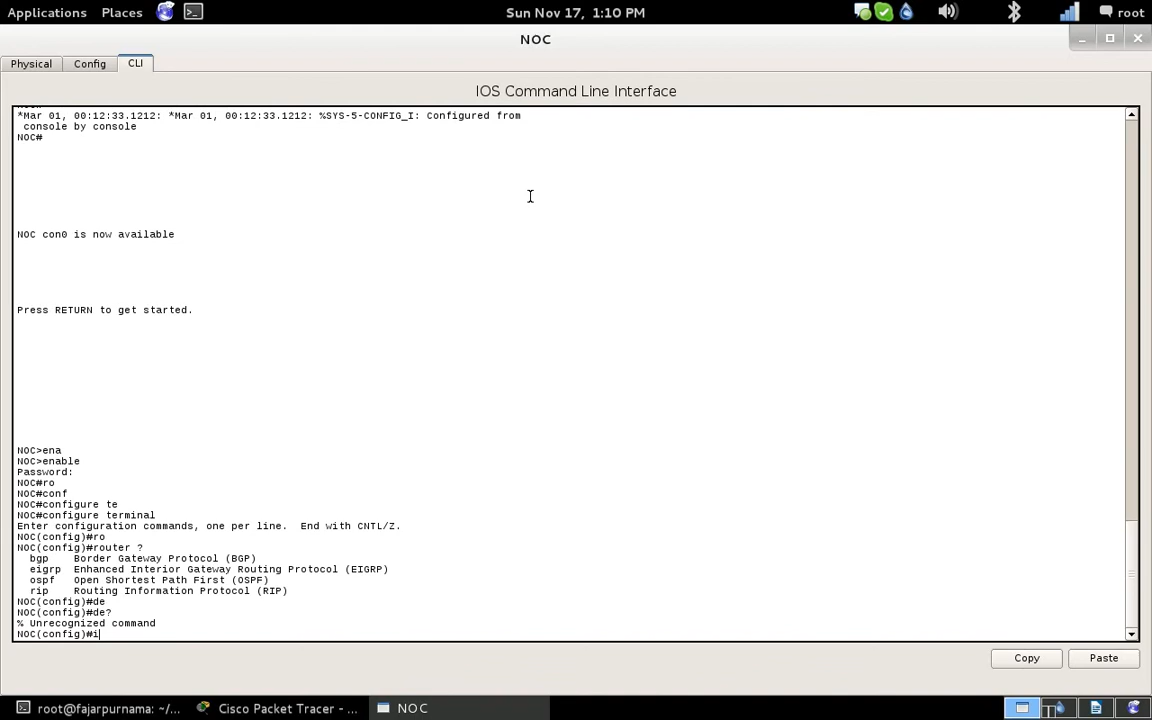 Applications Places Sun Nov 17, 1:10 PM root
NOC
Physical Config CLI
IOS Command Line Interface
*Mar 01, 00:12:33.1212: *Mar 01, 00:12:33.1212: %SYS-5-CONFIG_I: Configured from
console by console
NOC#
NOC con0 is now available
Press RETURN to get started.
NOC>ena
NOC>enable
Password:
NOC#ro
NOC#conf
NOC#configure te
NOC#configure terminal
Enter configuration commands, one per line. End with CNTL/Z.
NOC(config)#ro
NOC(config)#router ?
bgp Border Gateway Protocol (BGP)
eigrp Enhanced Interior Gateway Routing Protocol (EIGRP)
ospf Open Shortest Path First (OSPF)
rip Routing Information Protocol (RIP)
NOC(config)#de
NOC(config)#de?
% Unrecognized command
NOC(config)#i
Copy Paste
root@fajarpurnama: ~/... Cisco Packet Tracer - ... NOC